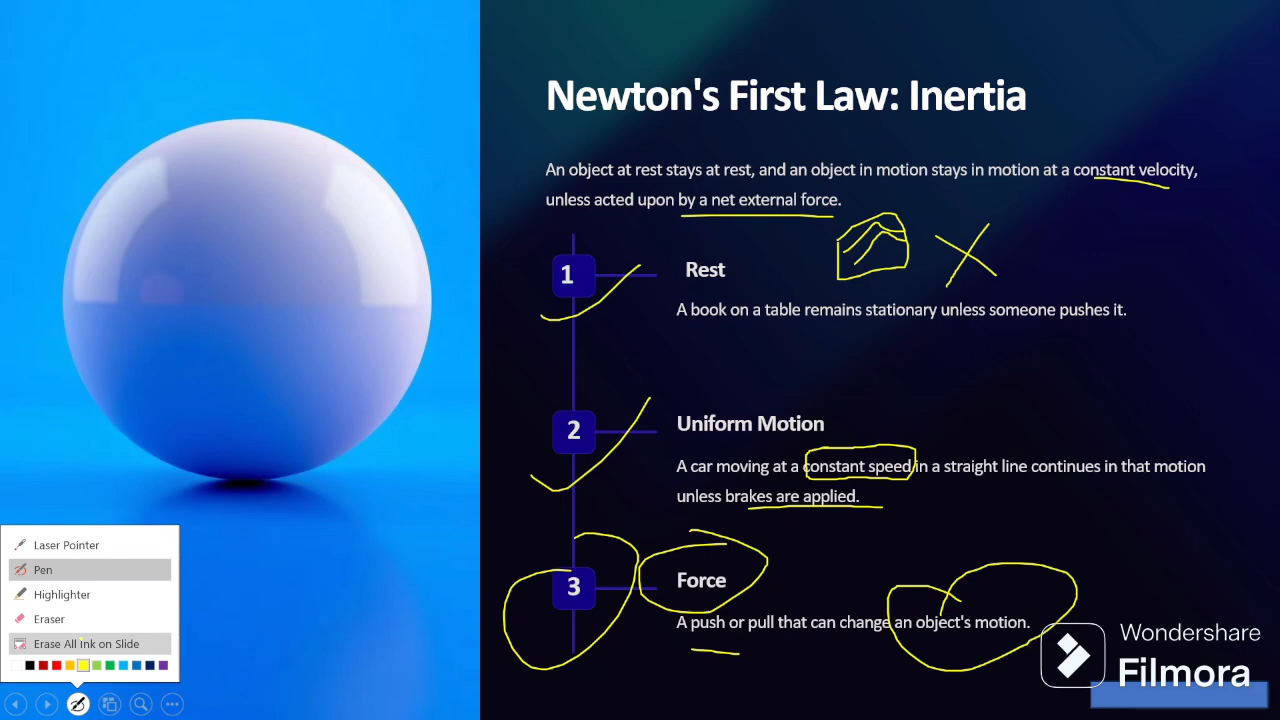 Newton's First Law: Inertia
An object at rest stays at rest, and an object in motion stays in motion at a constant velocity,
unless acted upon by a net external force.
1
Rest
A book on a table remains stationary unless someone pushes it.
2
Uniform Motion
A car moving at a constant speed in a straight line continues in that motion
unless brakes are applied.
3
Force
A push or pull that can change an object's motion.
Laser Pointer
Pen
Highlighter
Eraser
Erase All Ink on Slide
Wondershare
Filmora